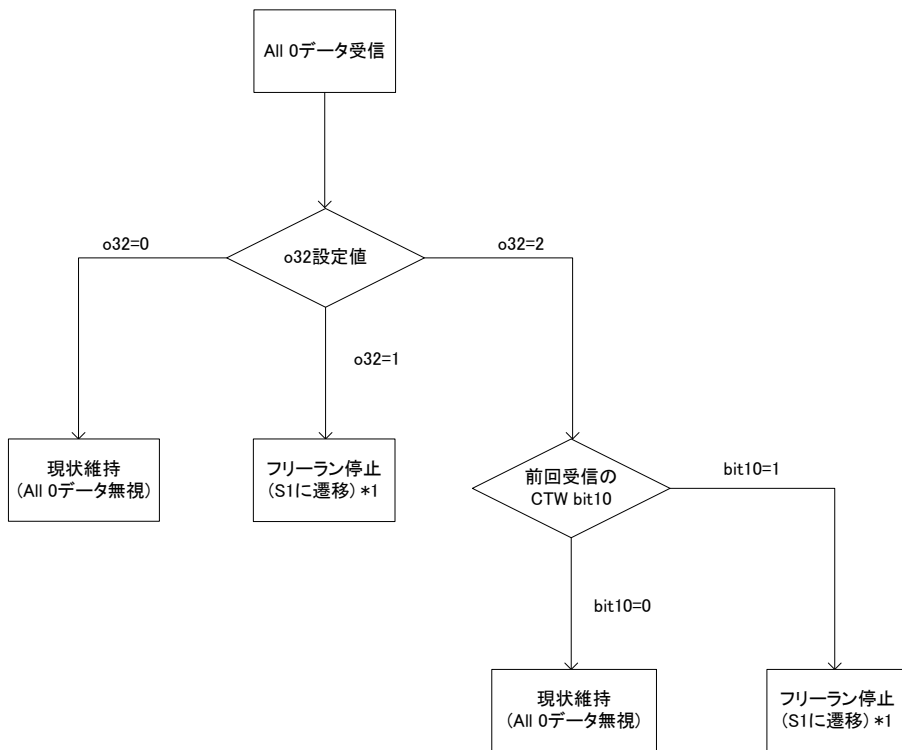 All 0データ受信
o32=0
o32設定値
o32=2
o32=1
現状維持
(All 0データ無視)
フリーラン停止
(S1に遷移) *1
前回受信の
CTW bit10
bit10=1
bit10=0
現状維持
(All 0データ無視)
フリーラン停止
(S1に遷移) *1